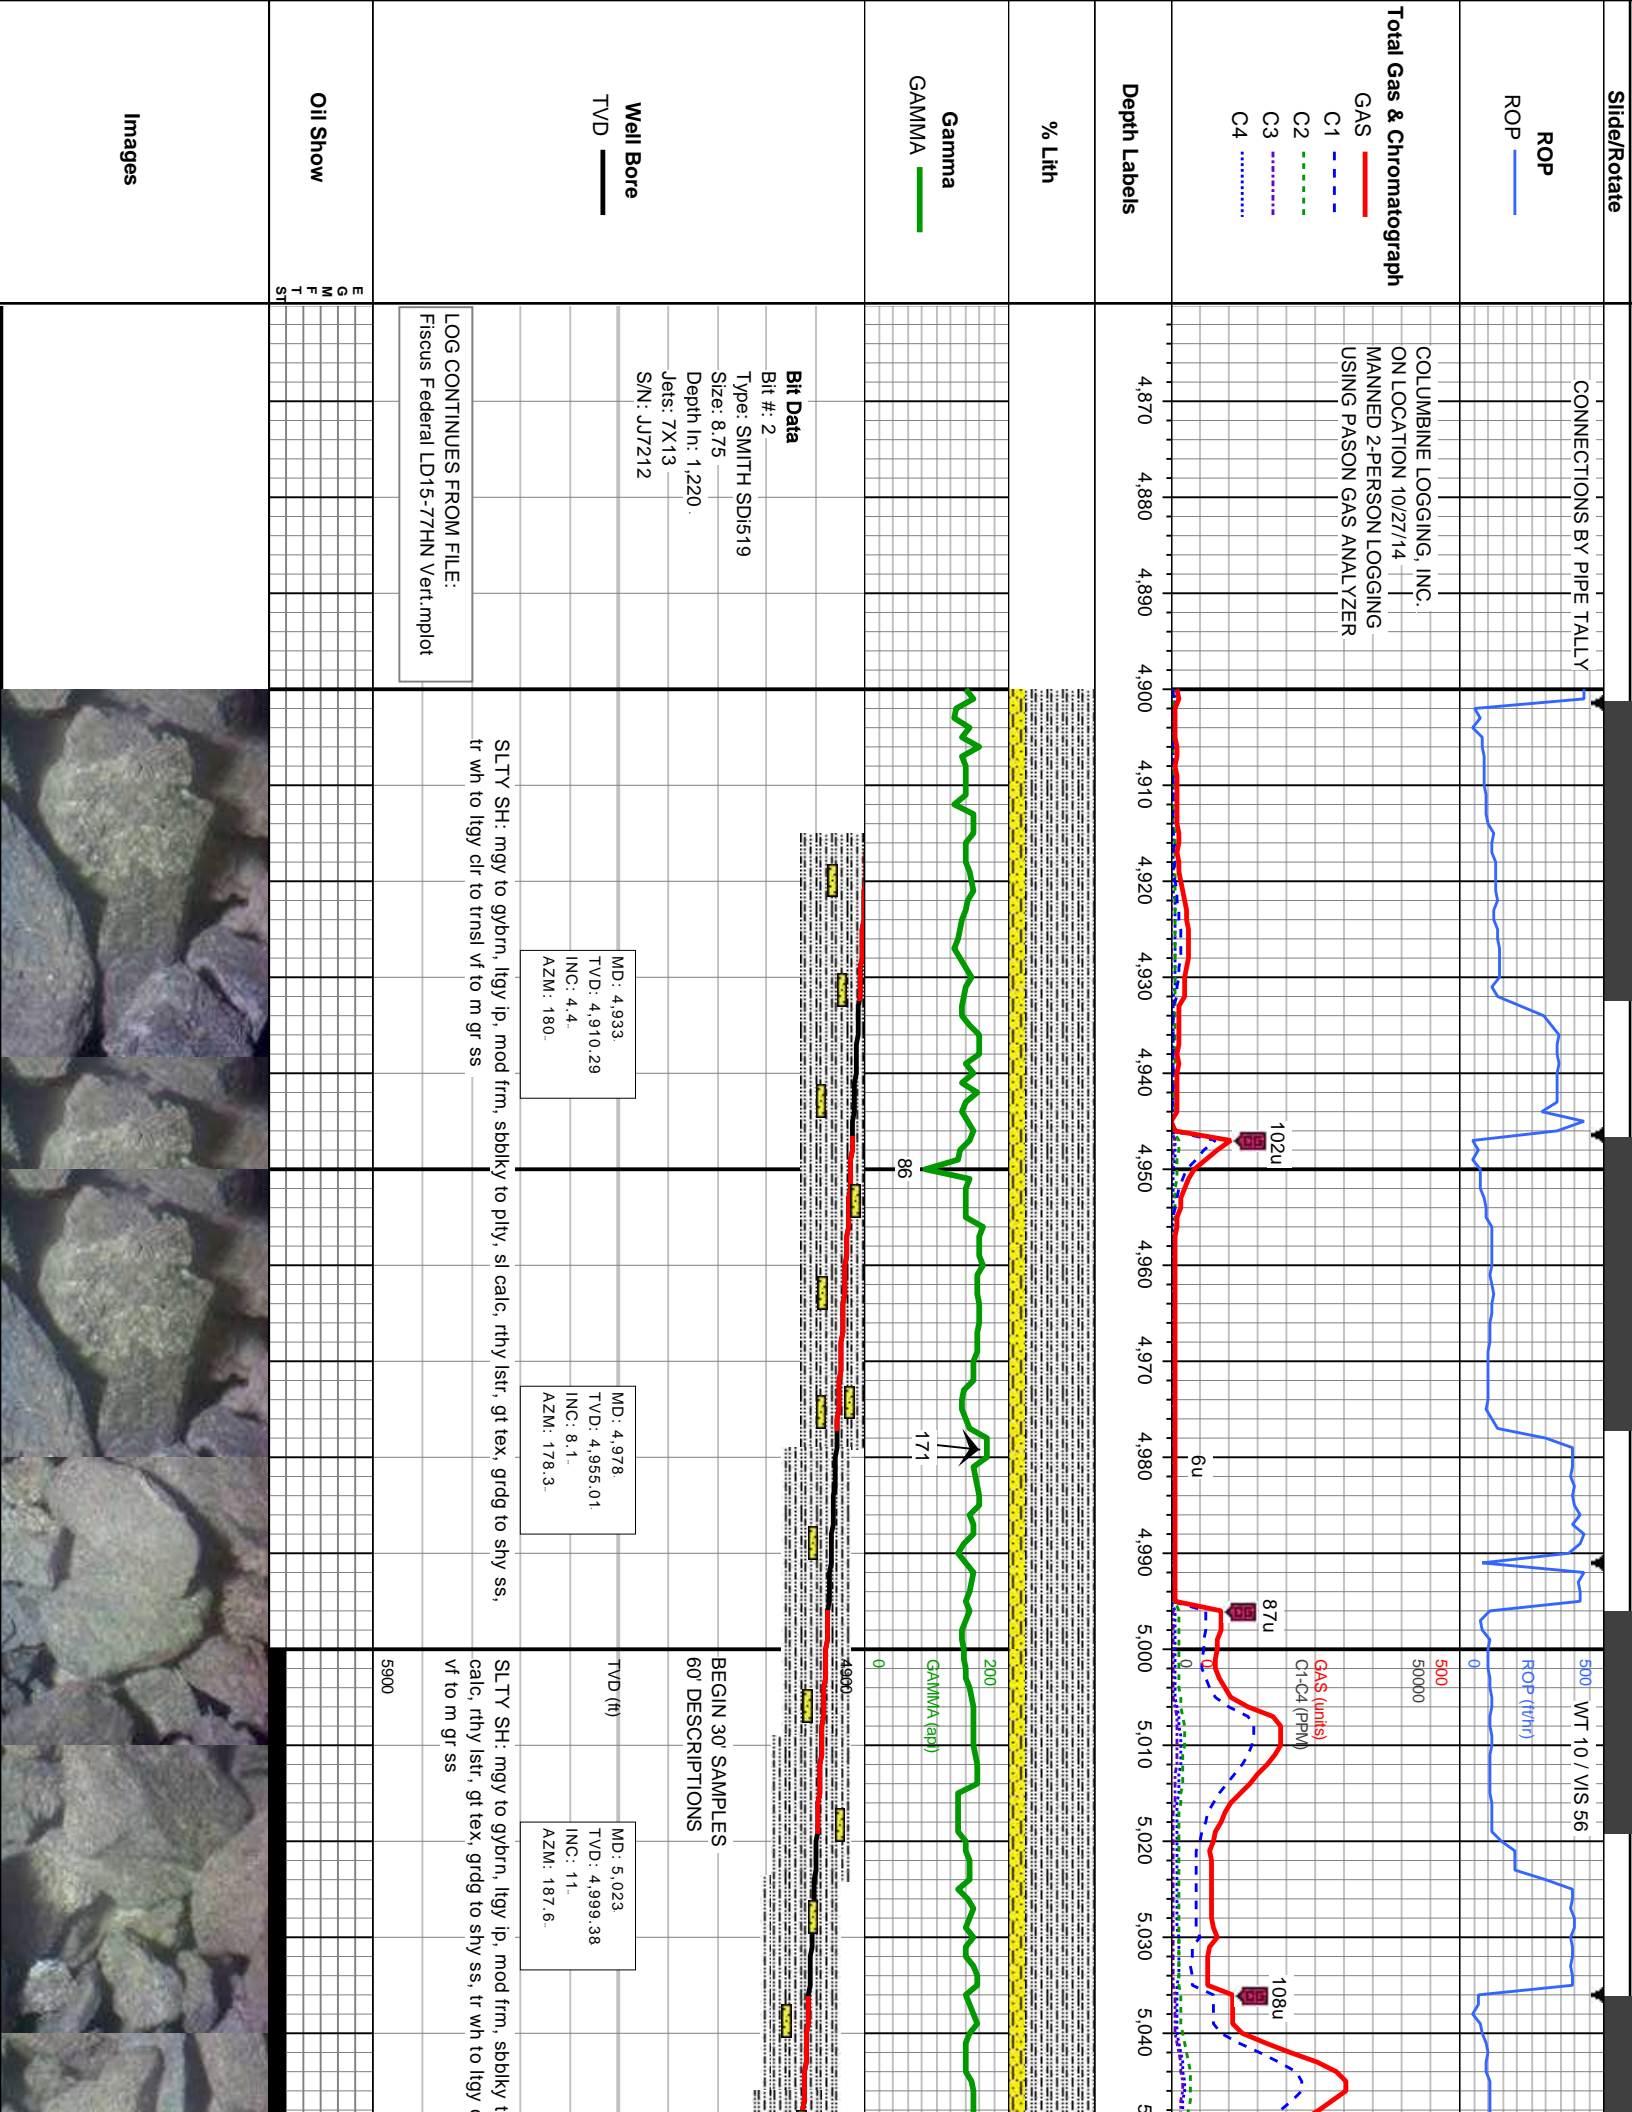 Slide/Rotate
ROP
ROP
Total Gas & Chromatograph
GAS
C1
C2
C3
C4
Depth Labels
% Lith
Gamma
GAMMA
Well Bore
TVD
Oil Show
E
G
M
F
T
ST
Images
CONNECTIONS BY PIPE TALLY
WT 10 / VIS 56
5000
ROP (ft/hr)
0
COLUMBINE LOGGING, INC.
ON LOCATION 10/27/14
MANNED 2-PERSON LOGGING
USING PASON GAS ANALYZER
102u
6u
87u
108u
500
50000
GAS (units)
C1-C4 (PPM)
0
0
4,870
4,880
4,890
4,900
4,910
4,920
4,930
4,940
4,950
4,960
4,970
4,980
4,990
5,000
5,010
5,020
5,030
5,040
200
GAMMA (api)
0
86
171
Bit Data
Bit #: 2
Type: SMITH SDi519
Size: 8.75
Depth In: 1,220
Jets: 7X13
S/N: JJ7212
LOG CONTINUES FROM FILE:
Fiscus Federal LD15-77HN Vert.mplot
4900
TVD (ft)
5900
MD: 4,933
TVD: 4,910.29
INC: 4.4
AZM: 180
MD: 4,978
TVD: 4,955.01
INC: 8.1
AZM: 178.3
BEGIN 30' SAMPLES
60' DESCRIPTIONS
MD: 5,023
TVD: 4,999.38
INC: 11
AZM: 187.6
SLTY SH: mgy to gybrn, ltgy ip, mod frm, sbblky to plty, sl calc, rthy lstr, gt tex, grdg to shy ss,
tr wh to ltgy clr to trnsl vf to m gr ss
SLTY SH: mgy to gybrn, ltgy ip, mod frm, sbblky t
calc, rthy lstr, gt tex, grdg to shy ss, tr wh to ltgy
vf to m gr ss